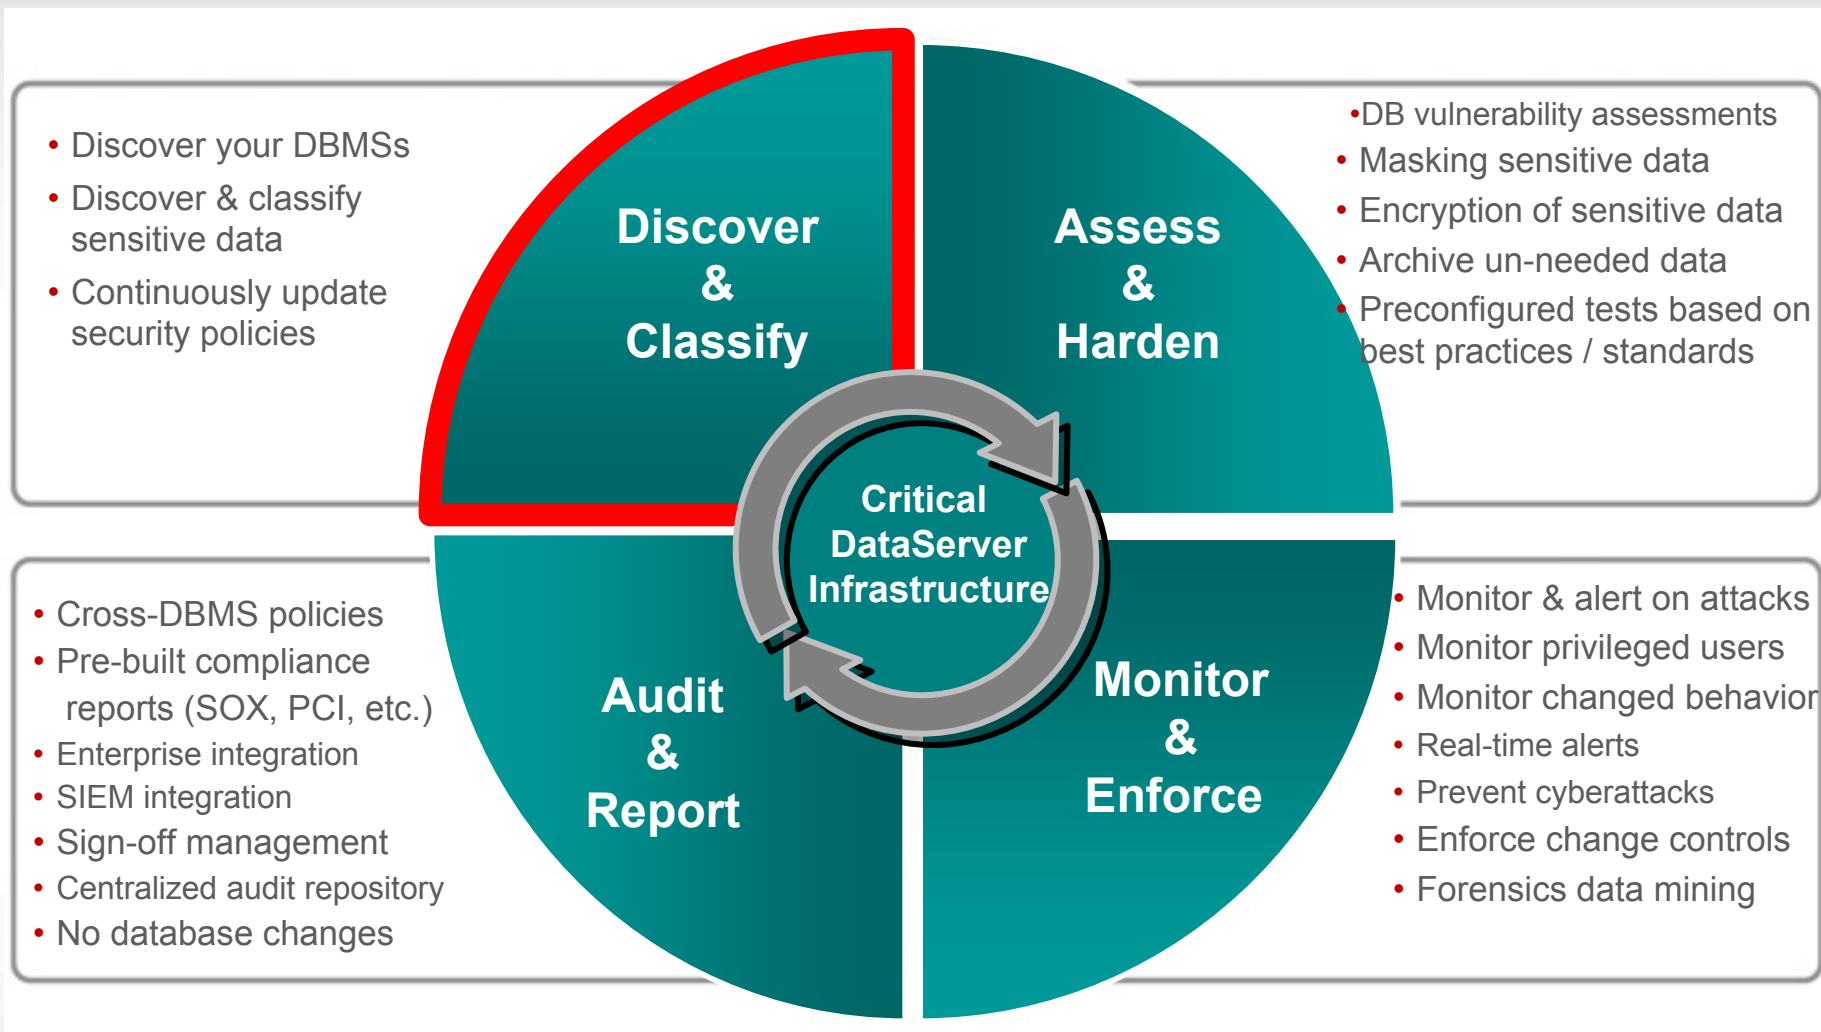 • Discover your DBMSs
• Discover & classify
sensitive data
• Continuously update
security policies
Discover
&
Classify
Assess
&
Harden
•DB vulnerability assessments
• Masking sensitive data
• Encryption of sensitive data
• Archive un-needed data
• Preconfigured tests based on
best practices / standards
Critical
DataServer
Infrastructure
• Cross-DBMS policies
• Pre-built compliance
reports (SOX, PCI, etc.)
• Enterprise integration
• SIEM integration
• Sign-off management
• Centralized audit repository
• No database changes
Audit
&
Report
Monitor
&
Enforce
• Monitor & alert on attacks
• Monitor privileged users
• Monitor changed behavior
• Real-time alerts
• Prevent cyberattacks
• Enforce change controls
• Forensics data mining